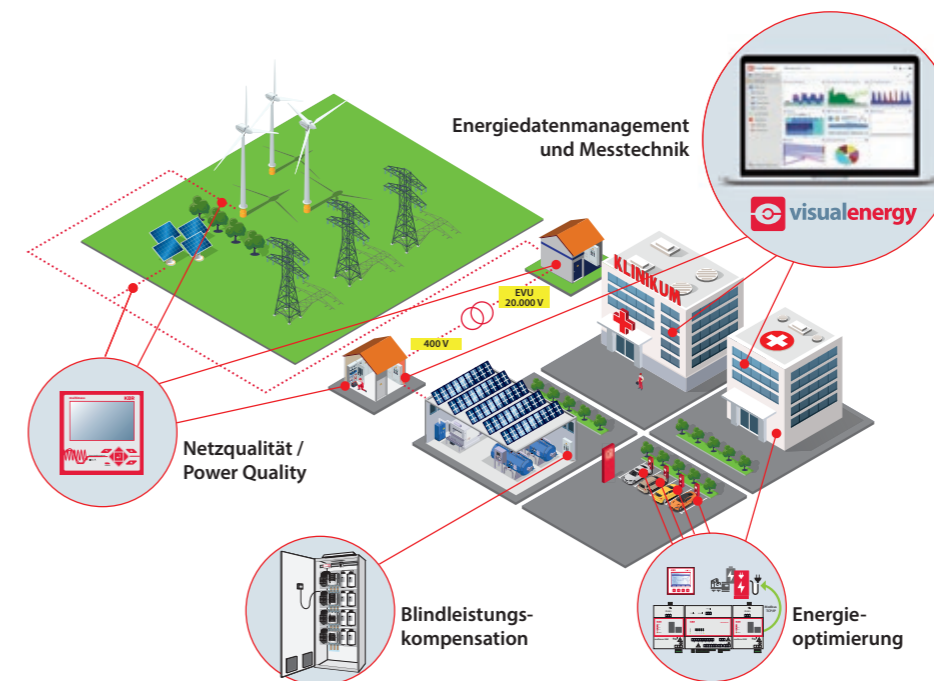 Energiedatenmanagement
und Messtechnik
visualenergy
KLINIKUM
EVU
20.000 V
400 V
Netzqualität /
Power Quality
Blindleistungs-
kompensation
Energie-
optimierung